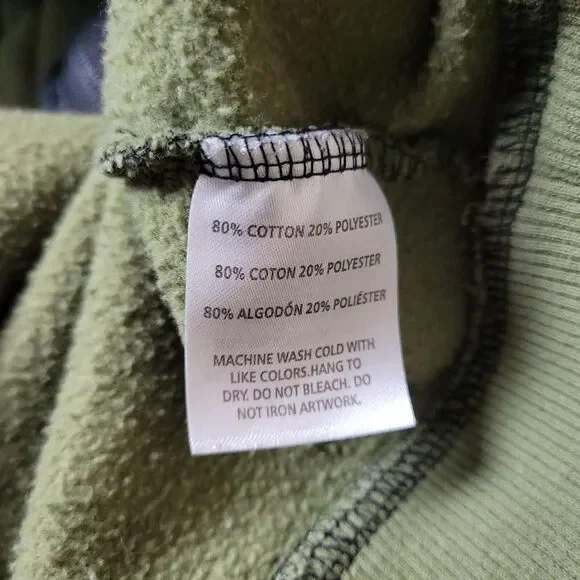 80% COTTON 20% POLYESTER
80% COTON 20% POLYESTER
80% ALGODÓN 20% POLIÉSTER
MACHINE WASH COLD WITH
LIKE COLORS.HANG TO
DRY. DO NOT BLEACH. DO
NOT IRON ARTWORK.